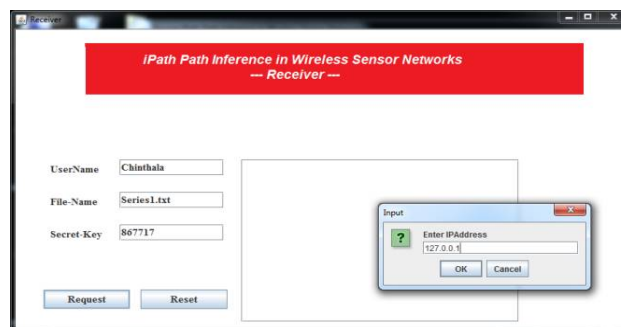 Receiver
iPath Path Inference in Wireless Sensor Networks
--- Receiver ---
UserName Chinthala
File-Name Series1.txt
Secret-Key 867717
Input
Enter IPAddress
127.0.0.1
OK Cancel
Request Reset